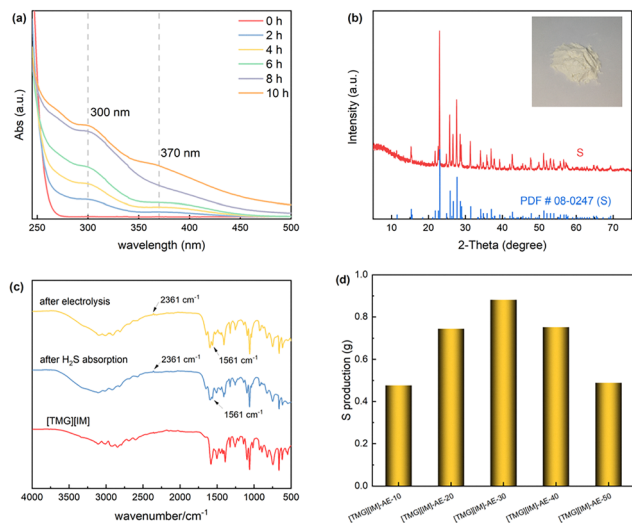 (a)
0 h
2 h
4 h
6 h
8 h
10 h
300 nm
370 nm
Abs (a.u.)
250 300 350 400 450 500
wavelength (nm)
(b)
Intensity (a.u.)
S
PDF # 08-0247 (S)
10 20 30 40 50 60 70
2-Theta (degree)
(c)
after electrolysis
2361 cm⁻¹
1561 cm⁻¹
after H₂S absorption
2361 cm⁻¹
1561 cm⁻¹
[TMG][IM]
4000 3500 3000 2500 2000 1500 1000 500
wavenumber/cm⁻¹
(d)
S production (g)
1.0
0.8
0.6
0.4
0.2
0.0
[TMG][IM]-AE-10
[TMG][IM]-AE-20
[TMG][IM]-AE-30
[TMG][IM]-AE-40
[TMG][IM]-AE-50